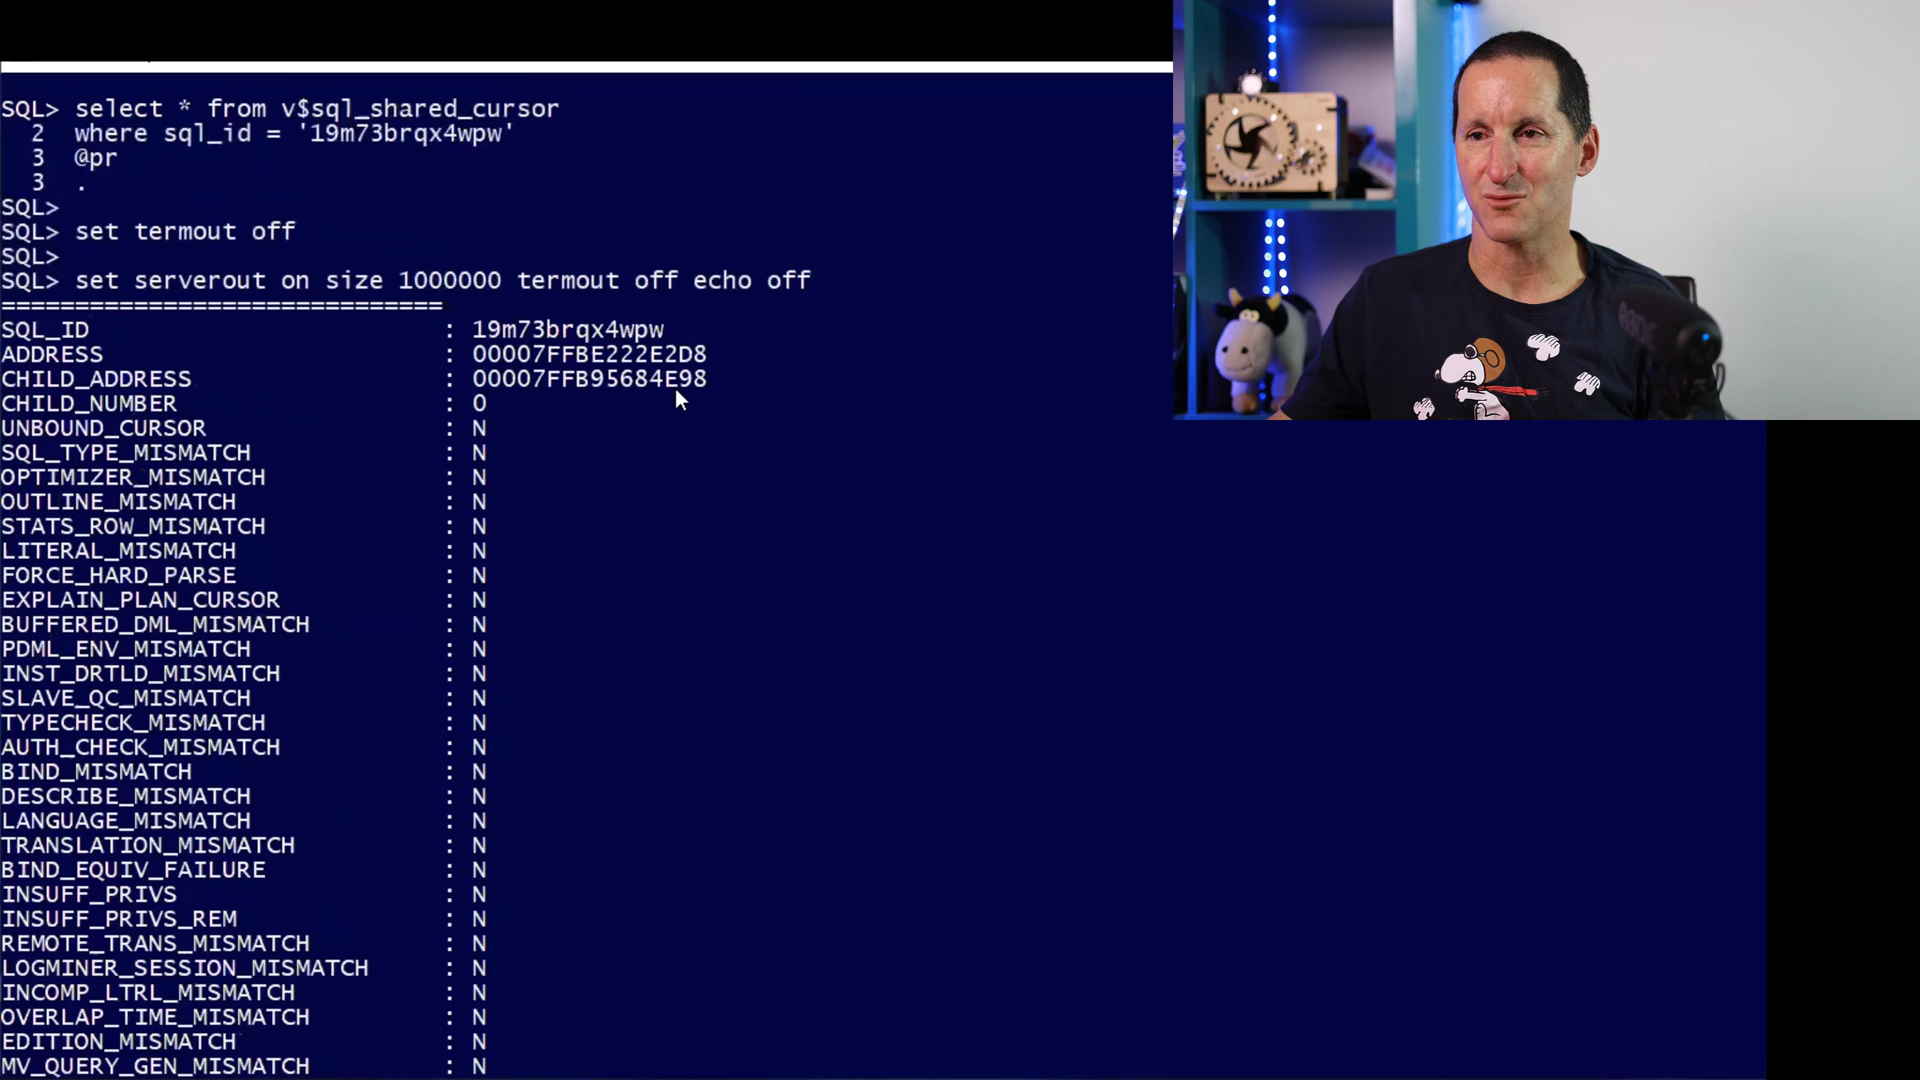 SQL> select * from v$sql_shared_cursor
2 where sql_id = '19m73brqx4wpw'
3 @pr
3 .
SQL>
SQL> set termout off
SQL>
SQL> set serverout on size 1000000 termout off echo off
==============================
SQL_ID : 19m73brqx4wpw
ADDRESS : 00007FFBE222E2D8
CHILD_ADDRESS : 00007FFB95684E98
CHILD_NUMBER : 0
UNBOUND_CURSOR : N
SQL_TYPE_MISMATCH : N
OPTIMIZER_MISMATCH : N
OUTLINE_MISMATCH : N
STATS_ROW_MISMATCH : N
LITERAL_MISMATCH : N
FORCE_HARD_PARSE : N
EXPLAIN_PLAN_CURSOR : N
BUFFERED_DML_MISMATCH : N
PDML_ENV_MISMATCH : N
INST_DRTLD_MISMATCH : N
SLAVE_QC_MISMATCH : N
TYPECHECK_MISMATCH : N
AUTH_CHECK_MISMATCH : N
BIND_MISMATCH : N
DESCRIBE_MISMATCH : N
LANGUAGE_MISMATCH : N
TRANSLATION_MISMATCH : N
BIND_EQUIV_FAILURE : N
INSUFF_PRIVS : N
INSUFF_PRIVS_REM : N
REMOTE_TRANS_MISMATCH : N
LOGMINER_SESSION_MISMATCH : N
INCOMP_LTRL_MISMATCH : N
OVERLAP_TIME_MISMATCH : N
EDITION_MISMATCH : N
MV_QUERY_GEN_MISMATCH : N